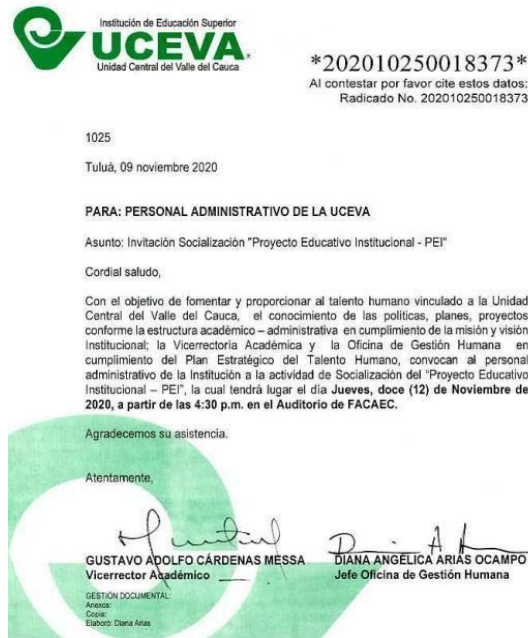 Institución de Educación Superior
UCEVA
Unidad Central del Valle del Cauca
*202010250018373*
Al contestar por favor cite estos datos:
Radicado No. 202010250018373
1025
Tuluá, 09 noviembre 2020
PARA: PERSONAL ADMINISTRATIVO DE LA UCEVA
Asunto: Invitación Socialización "Proyecto Educativo Institucional - PEI"
Cordial saludo,
Con el objetivo de fomentar y proporcionar al talento humano vinculado a la Unidad
Central del Valle del Cauca, el conocimiento de las políticas, planes, proyectos
conforme la estructura académico – administrativa en cumplimiento de la misión y visión
Institucional; la Vicerrectoría Académica y la Oficina de Gestión Humana en
cumplimiento del Plan Estratégico del Talento Humano, convocan al personal
administrativo de la Institución a la actividad de Socialización del "Proyecto Educativo
Institucional – PEI", la cual tendrá lugar el día Jueves, doce (12) de Noviembre de
2020, a partir de las 4:30 p.m. en el Auditorio de FACAEC.
Agradecemos su asistencia.
Atentamente,
GUSTAVO ADOLFO CÁRDENAS MESSA DIANA ANGÉLICA ARIAS OCAMPO
Vicerrector Académico Jefe Oficina de Gestión Humana
GESTIÓN DOCUMENTAL:
Anexos:
Copia:
Elaboró: Diana Arias